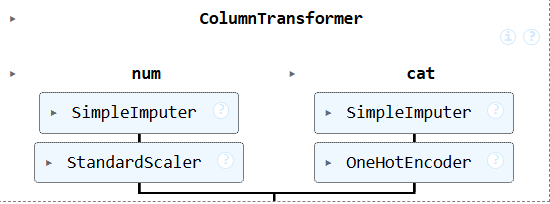 ColumnTransformer
i ?
num cat
SimpleImputer ? SimpleImputer ?
StandardScaler ? OneHotEncoder ?